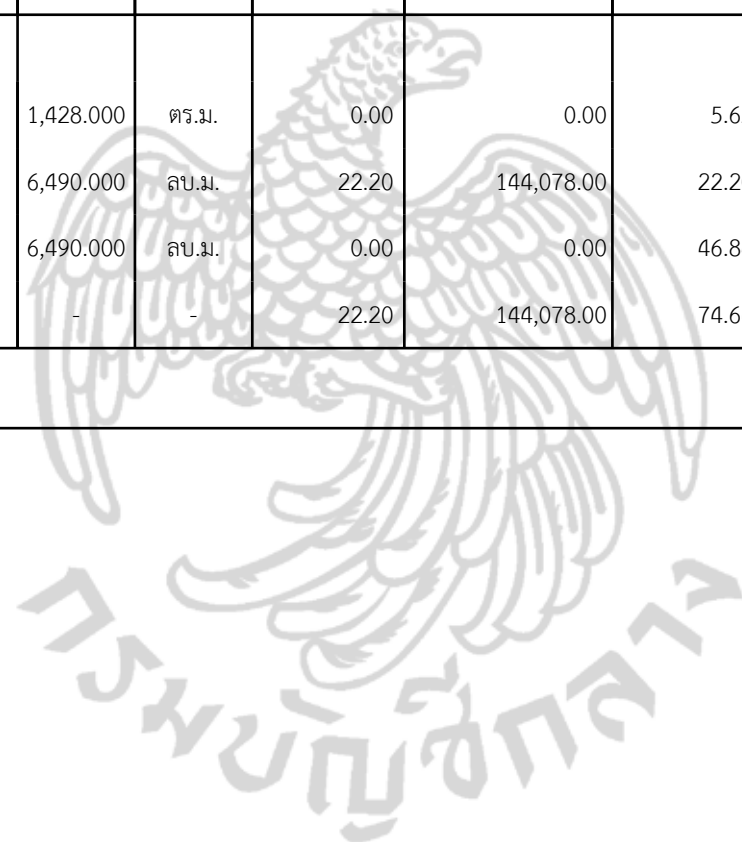 1,428.000 ตร.ม. 0.00 0.00 5.6
6,490.000 ลบ.ม. 22.20 144,078.00 22.2
6,490.000 ลบ.ม. 0.00 0.00 46.8
- - 22.20 144,078.00 74.6
กรมบัญชีกลาง